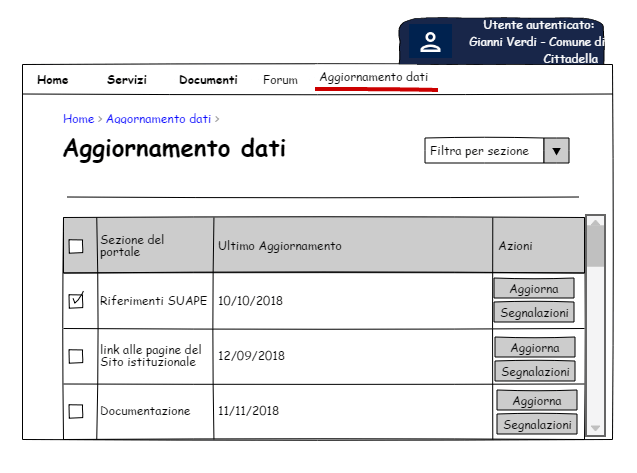 Utente autenticato:
Gianni Verdi - Comune di
Cittadella
Home Servizi Documenti Forum Aggiornamento dati
Home > Aggornamento dati >
Aggiornamento dati
Filtra per sezione ▼
Sezione del
portale
Ultimo Aggiornamento
Azioni
Riferimenti SUAPE
10/10/2018
Aggiorna
Segnalazioni
link alle pagine del
Sito istituzionale
12/09/2018
Aggiorna
Segnalazioni
Documentazione
11/11/2018
Aggiorna
Segnalazioni